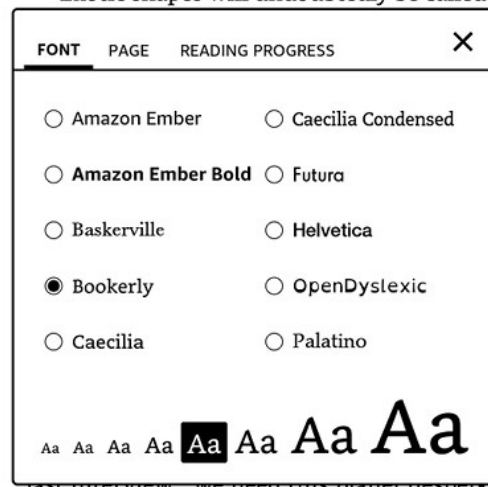 FONT PAGE READING PROGRESS
Amazon Ember Caecilia Condensed
Amazon Ember Bold Futura
Baskerville Helvetica
Bookerly OpenDyslexic
Caecilia Palatino
Aa Aa Aa Aa Aa Aa Aa Aa